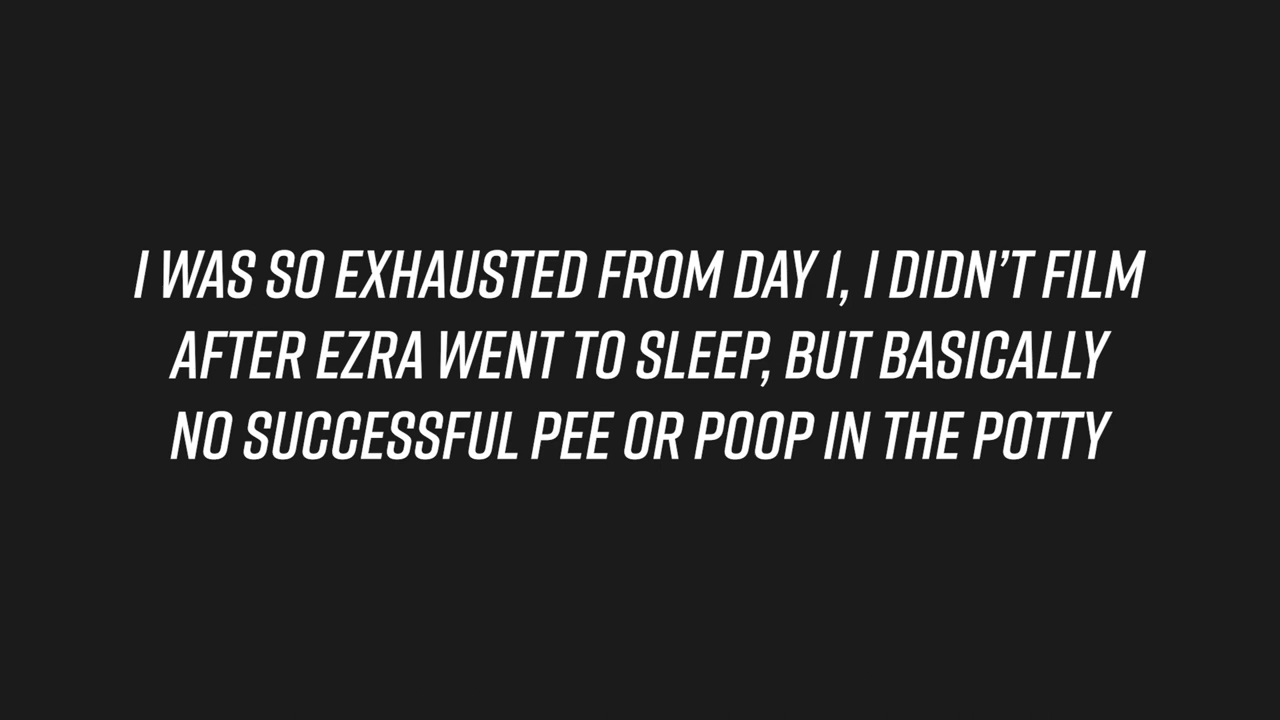 I WAS SO EXHAUSTED FROM DAY 1, I DIDN'T FILM
AFTER EZRA WENT TO SLEEP, BUT BASICALLY
NO SUCCESSFUL PEE OR POOP IN THE POTTY